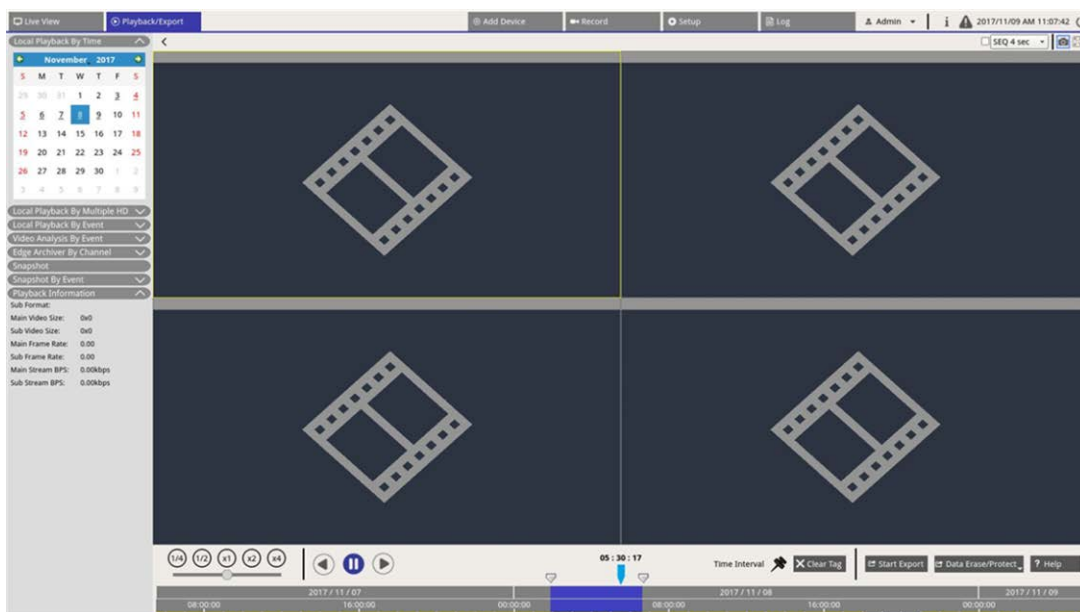 Live View
Playback/Export
Add Device
Record
Setup
Log
Admin
i
2017/11/09 AM 11:07:42
Local Playback By Time
SEQ 4 sec
November 2017
S M T W T F S
29 30 31 1 2 3 4
5 6 7 8 9 10 11
12 13 14 15 16 17 18
19 20 21 22 23 24 25
26 27 28 29 30 1 2
3 4 5 6 7 8 9
Local Playback By Multiple HD
Local Playback By Event
Video Analysis By Event
Edge Archiver By Channel
Snapshot
Snapshot By Event
Playback Information
Sub Format:
Main Video Size: 0x0
Sub Video Size: 0x0
Main Frame Rate: 0.00
Sub Frame Rate: 0.00
Main Stream BPS: 0.00kbps
Sub Stream BPS: 0.00kbps
1/4 1/2 x1 x2 x4
05 : 30 : 17
Time Interval
X Clear Tag
Start Export
Data Erase/Protect
? Help
2017 / 11 / 07
2017 / 11 / 08
2017 / 11 / 09
08:00:00 16:00:00 00:00:00 08:00:00 16:00:00 00:00:00